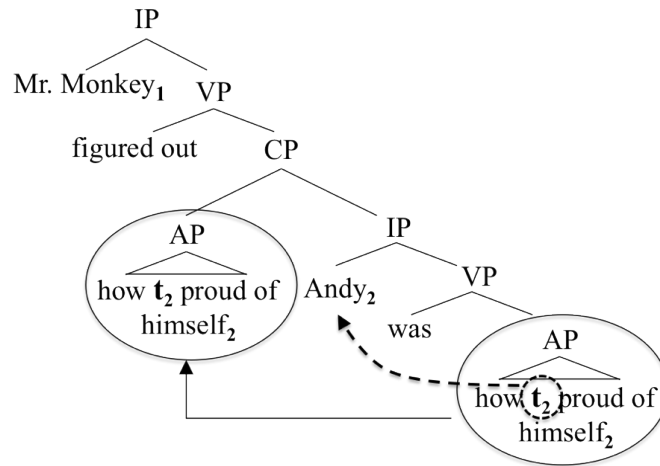 IP
Mr. Monkey1 VP
figured out CP
AP IP
how t2 proud of Andy2 VP
himself2 was AP
how t2 proud of
himself2